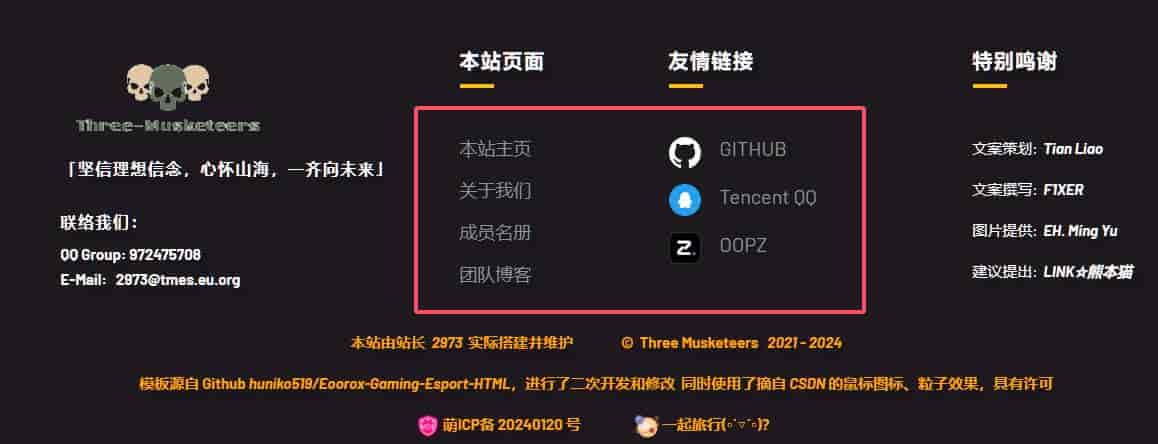 Three-Musketeers
「坚信理想信念，心怀山海，一齐向未来」
联络我们：
QQ Group: 972475708
E-Mail: 2973@tmes.eu.org
本站页面
本站主页
关于我们
成员名册
团队博客
友情链接
GITHUB
Tencent QQ
OOPZ
特别鸣谢
文案策划: Tian Liao
文案撰写: F1XER
图片提供: EH. Ming Yu
建议提出: LINK☆熊本猫
本站由站长 2973 实际搭建并维护 © Three Musketeers 2021 - 2024
模板源自 Github huniko519/Eoorox-Gaming-Esport-HTML，进行了二次开发和修改 同时使用了摘自 CSDN 的鼠标图标、粒子效果，具有许可
萌ICP备 20240120 号 一起旅行(◦˙▽˙◦)?